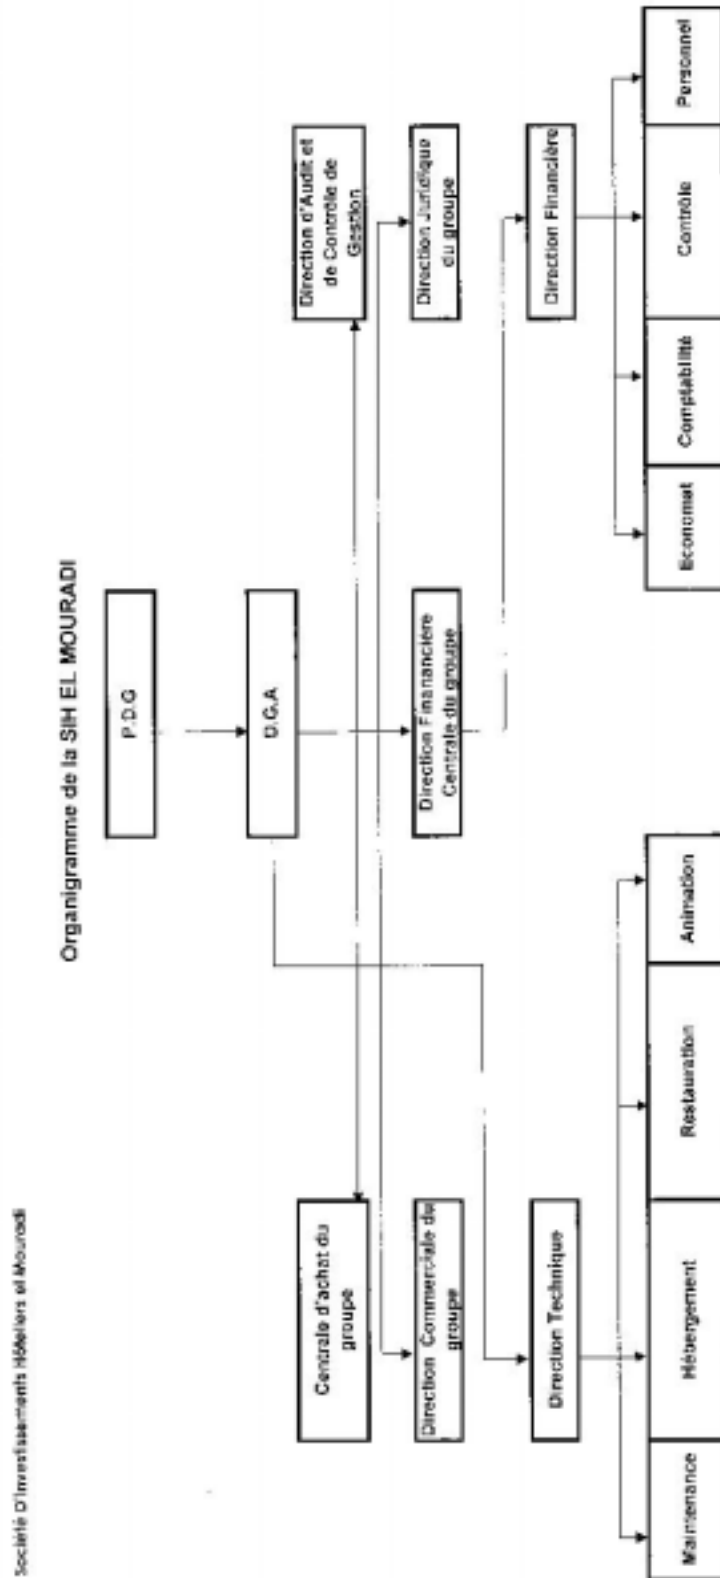 Société D'Investissements Hôteliers el Mouradi
Organigramme de la SIH EL MOURADI
P.D.G
D.G.A
Centrale d'achat du
groupe
Direction d'Audit et
de Contrôle de
Gestion
Direction Commerciale du
groupe
Direction Finanancière
Centrale du groupe
Direction Juridique
du groupe
Direction Technique
Direction Financière
Maintenance
Hébergement
Restauration
Animation
Economat
Comptabilité
Contrôle
Personnel